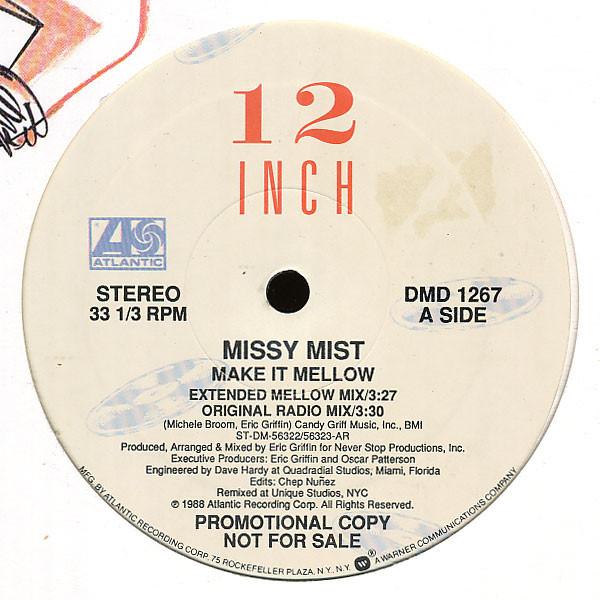 12
INCH
ATLANTIC
STEREO
33 1/3 RPM
DMD 1267
A SIDE
MISSY MIST
MAKE IT MELLOW
EXTENDED MELLOW MIX/3:27
ORIGINAL RADIO MIX/3:30
(Michele Broom, Eric Griffin) Candy Griff Music, Inc., BMI
ST-DM-56322/56323-AR
Produced, Arranged & Mixed by Eric Griffin for Never Stop Productions, Inc.
Executive Producers: Eric Griffin and Oscar Patterson
Engineered by Dave Hardy at Quadradial Studios, Miami, Florida
Edits: Chep Nuñez
Remixed at Unique Studios, NYC
℗ © 1988 Atlantic Recording Corp. All Rights Reserved.
PROMOTIONAL COPY
NOT FOR SALE
MFG. BY ATLANTIC RECORDING CORP. 75 ROCKEFELLER PLAZA, N.Y., N.Y. ® A WARNER COMMUNICATIONS COMPANY